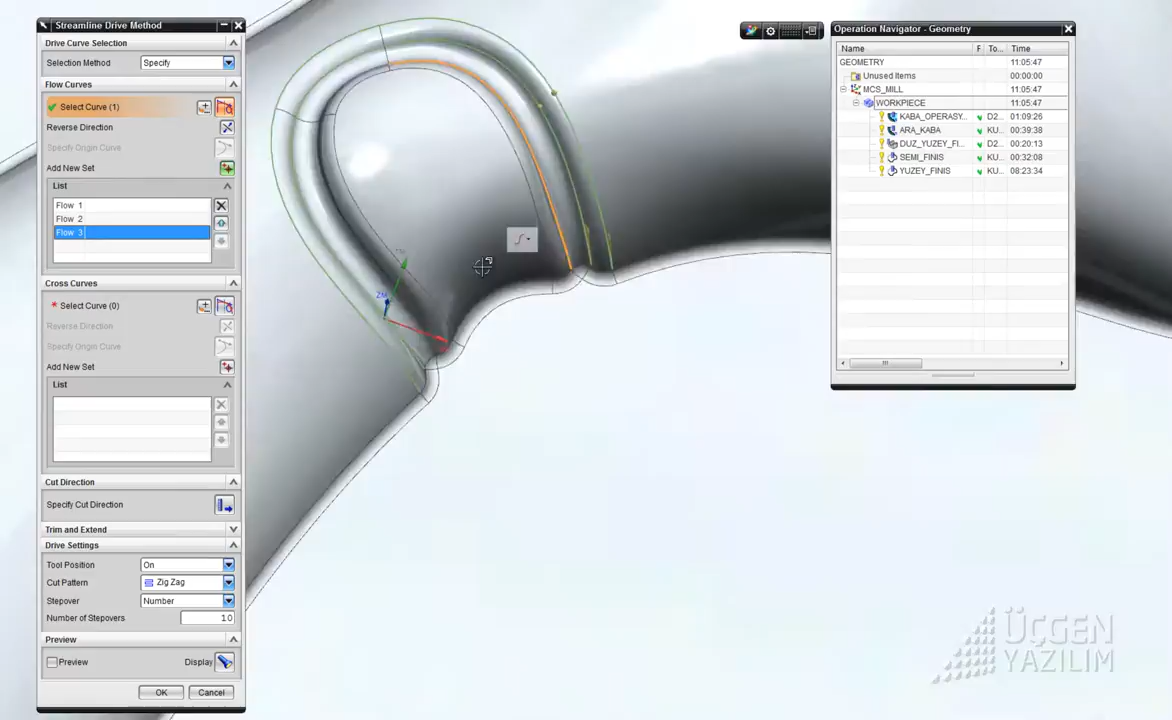 Streamline Drive Method
Drive Curve Selection
Selection Method Specify
Flow Curves
Select Curve (1)
Reverse Direction
Specify Origin Curve
Add New Set
List
Flow 1
Flow 2
Flow 3
Cross Curves
* Select Curve (0)
Reverse Direction
Specify Origin Curve
Add New Set
List
Cut Direction
Specify Cut Direction
Trim and Extend
Drive Settings
Tool Position On
Cut Pattern Zig Zag
Stepover Number
Number of Stepovers 10
Preview
Preview Display
OK Cancel
ZM
Operation Navigator - Geometry
Name F To... Time
GEOMETRY 11:05:47
Unused Items 00:00:00
MCS_MILL 11:05:47
WORKPIECE 11:05:47
KABA_OPERASY... D2... 01:09:26
ARA_KABA KU... 00:39:38
DUZ_YUZEY_FI... D2... 00:20:13
SEMI_FINIS KU... 00:32:08
YUZEY_FINIS KU... 08:23:34
ÜÇGEN
YAZILIM